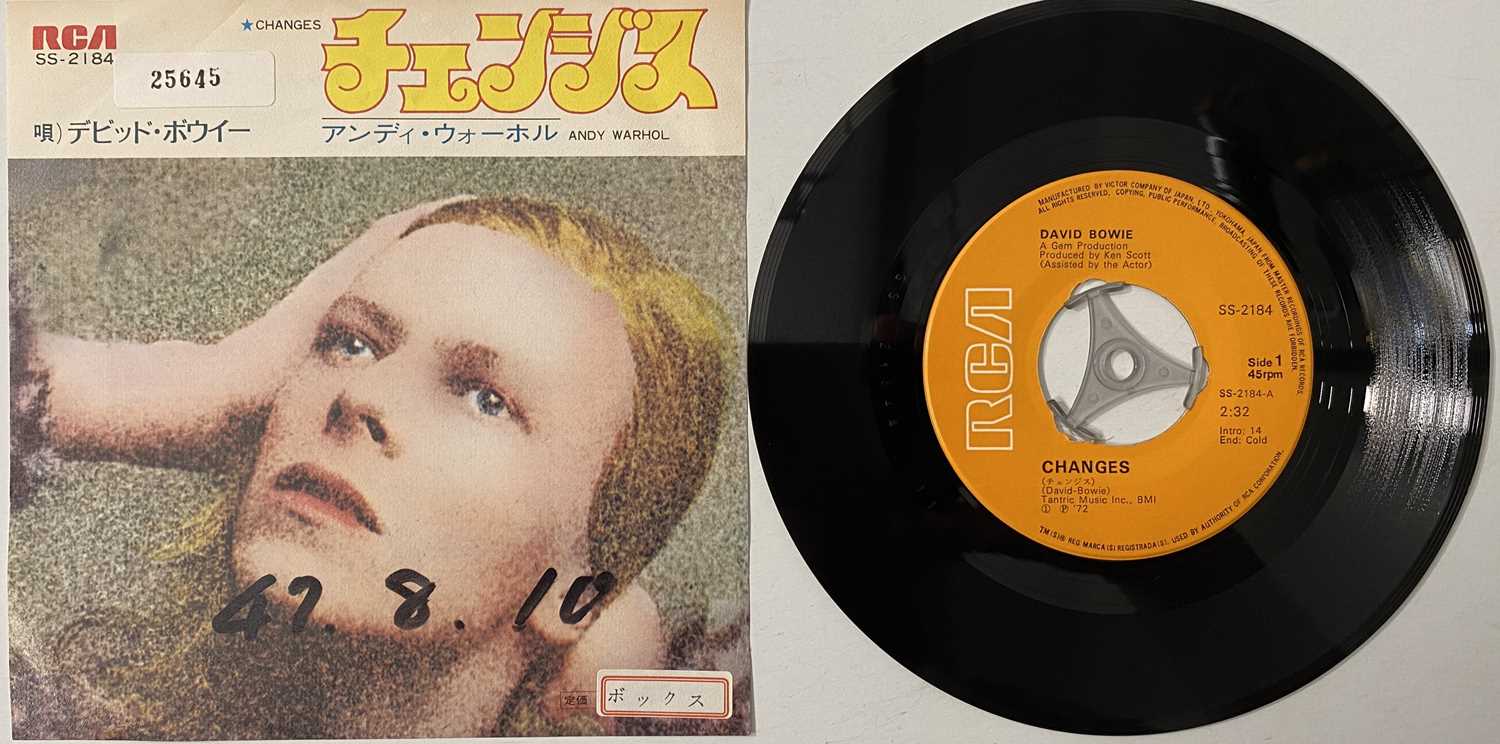 RCA
SS-2184
25645
★CHANGES
チェンジス
唄)デビッド・ボウイー
アンディ・ウォーホル ANDY WARHOL
47. 8. 10
定価
ボックス
MANUFACTURED BY VICTOR COMPANY OF JAPAN, LTD. YOKOHAMA, JAPAN FROM MASTER RECORDINGS OF RCA RECORDS.
ALL RIGHTS RESERVED, COPYING, PUBLIC PERFORMANCE, BROADCASTING OF THESE RECORDS ARE FORBIDDEN.
DAVID BOWIE
A Gem Production
Produced by Ken Scott
(Assisted by the Actor)
RCA
SS-2184
Side 1
45rpm
SS-2184-A
2:32
Intro: 14
End: Cold
CHANGES
(チェンジス)
(David-Bowie)
Tantric Music Inc., BMI
Ⓛ Ⓟ '72
TM(S)® REG. MARCA(S) REGISTRADA(S). USED BY AUTHORITY OF RCA CORPORATION.